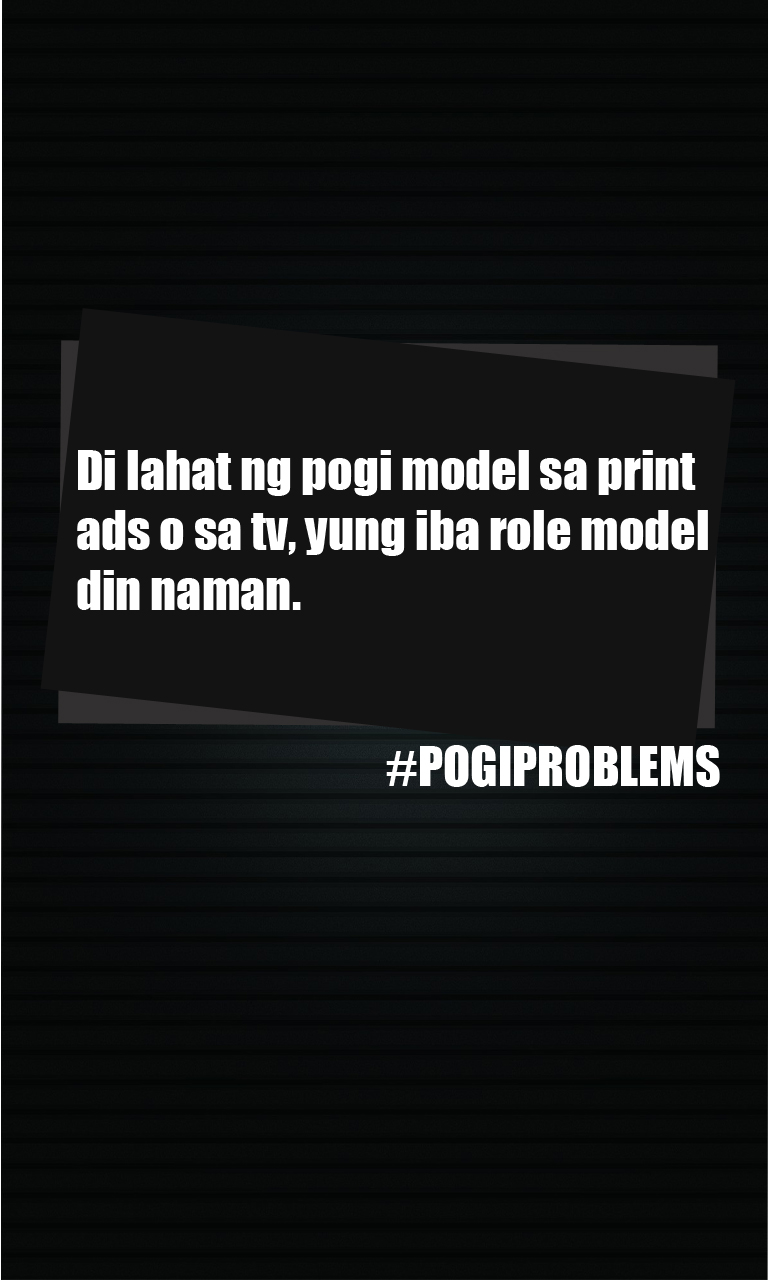 Di lahat ng pogi model sa print
ads o sa tv, yung iba role model
din naman.
#POGIPROBLEMS